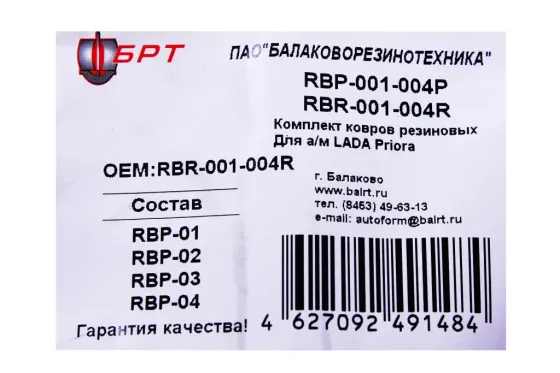 БРТ
ПАО"БАЛАКОВОРЕЗИНОТЕХНИКА"
RBP-001-004P
RBR-001-004R
Комплект ковров резиновых
Для а/м LADA Priora
г. Балаково
www.balrt.ru
тел. (8453) 49-63-13
e-mail: autoform@balrt.ru
OEM:RBR-001-004R
Состав
RBP-01
RBP-02
RBP-03
RBP-04
Гарантия качества!
4 627092 491484